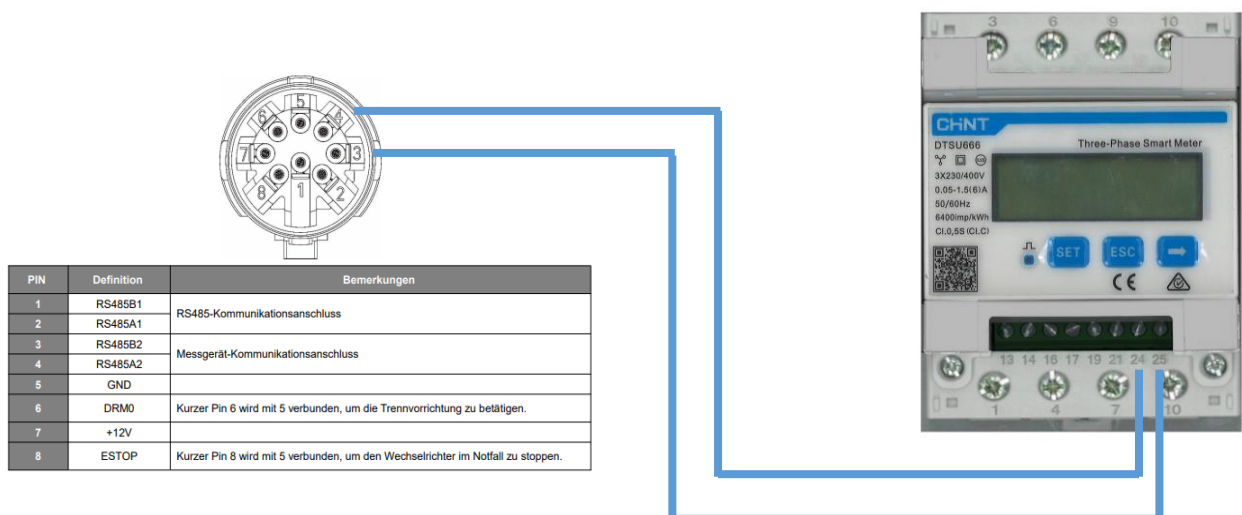 5
6 4
7 3
8 1 2
PIN Definition Bemerkungen
1 RS485B1 RS485-Kommunikationsanschluss
2 RS485A1
3 RS485B2 Messgerät-Kommunikationsanschluss
4 RS485A2
5 GND
6 DRM0 Kurzer Pin 6 wird mit 5 verbunden, um die Trennvorrichtung zu betätigen.
7 +12V
8 ESTOP Kurzer Pin 8 wird mit 5 verbunden, um den Wechselrichter im Notfall zu stoppen.
3 6 9 10
CHNT
DTSU666 Three-Phase Smart Meter
3X230/400V
0.05-1.5(6)A
50/60Hz
6400imp/kWh
Cl.0,5S (Cl.C)
SET ESC
CE
13 14 16 17 19 21 24 25
1 4 7 10